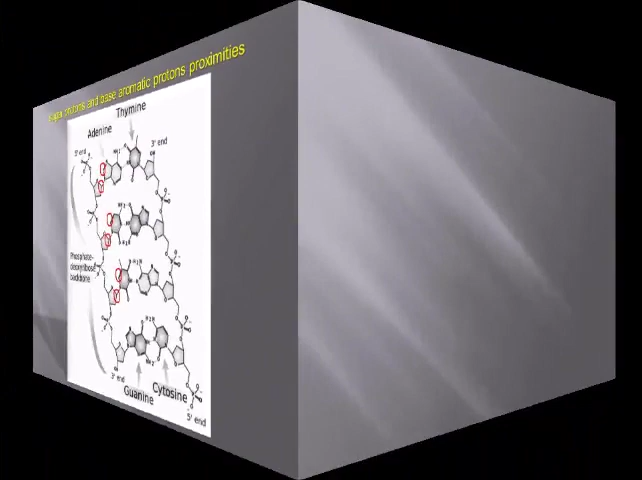 sugar protons and base aromatic protons proximities
Thymine
Adenine
3' end
5' end
Phosphate-
deoxyribose
backbone
3' end
Guanine
Cytosine
5' end